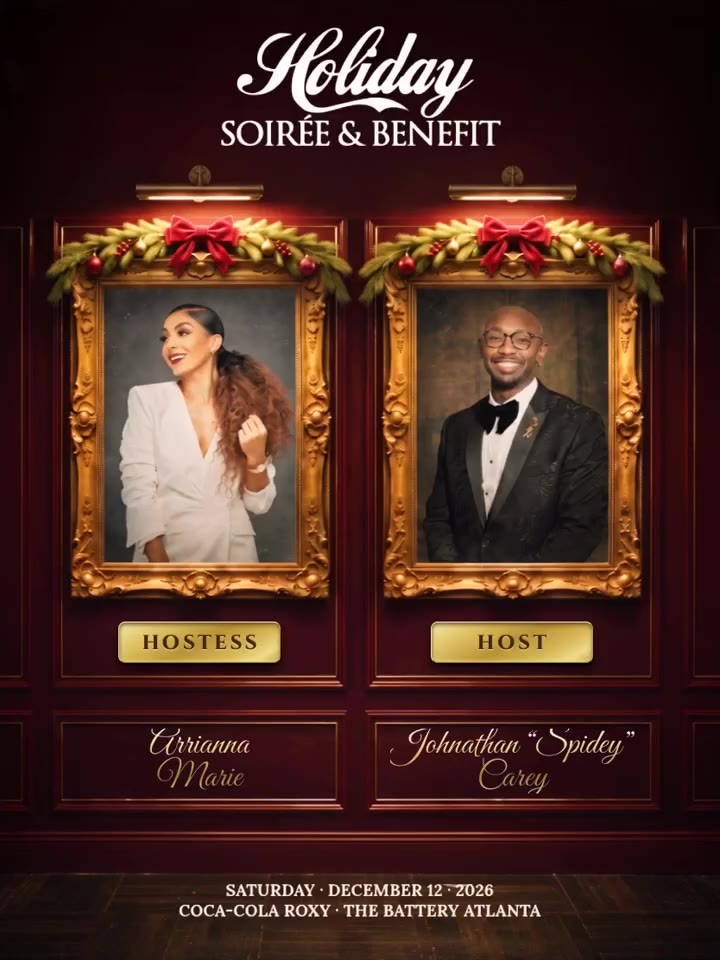 Holiday
SOIRÉE & BENEFIT
HOSTESS
HOST
Arrianna
Marie
Johnathan “Spidey”
Carey
SATURDAY · DECEMBER 12 · 2026
COCA-COLA ROXY · THE BATTERY ATLANTA